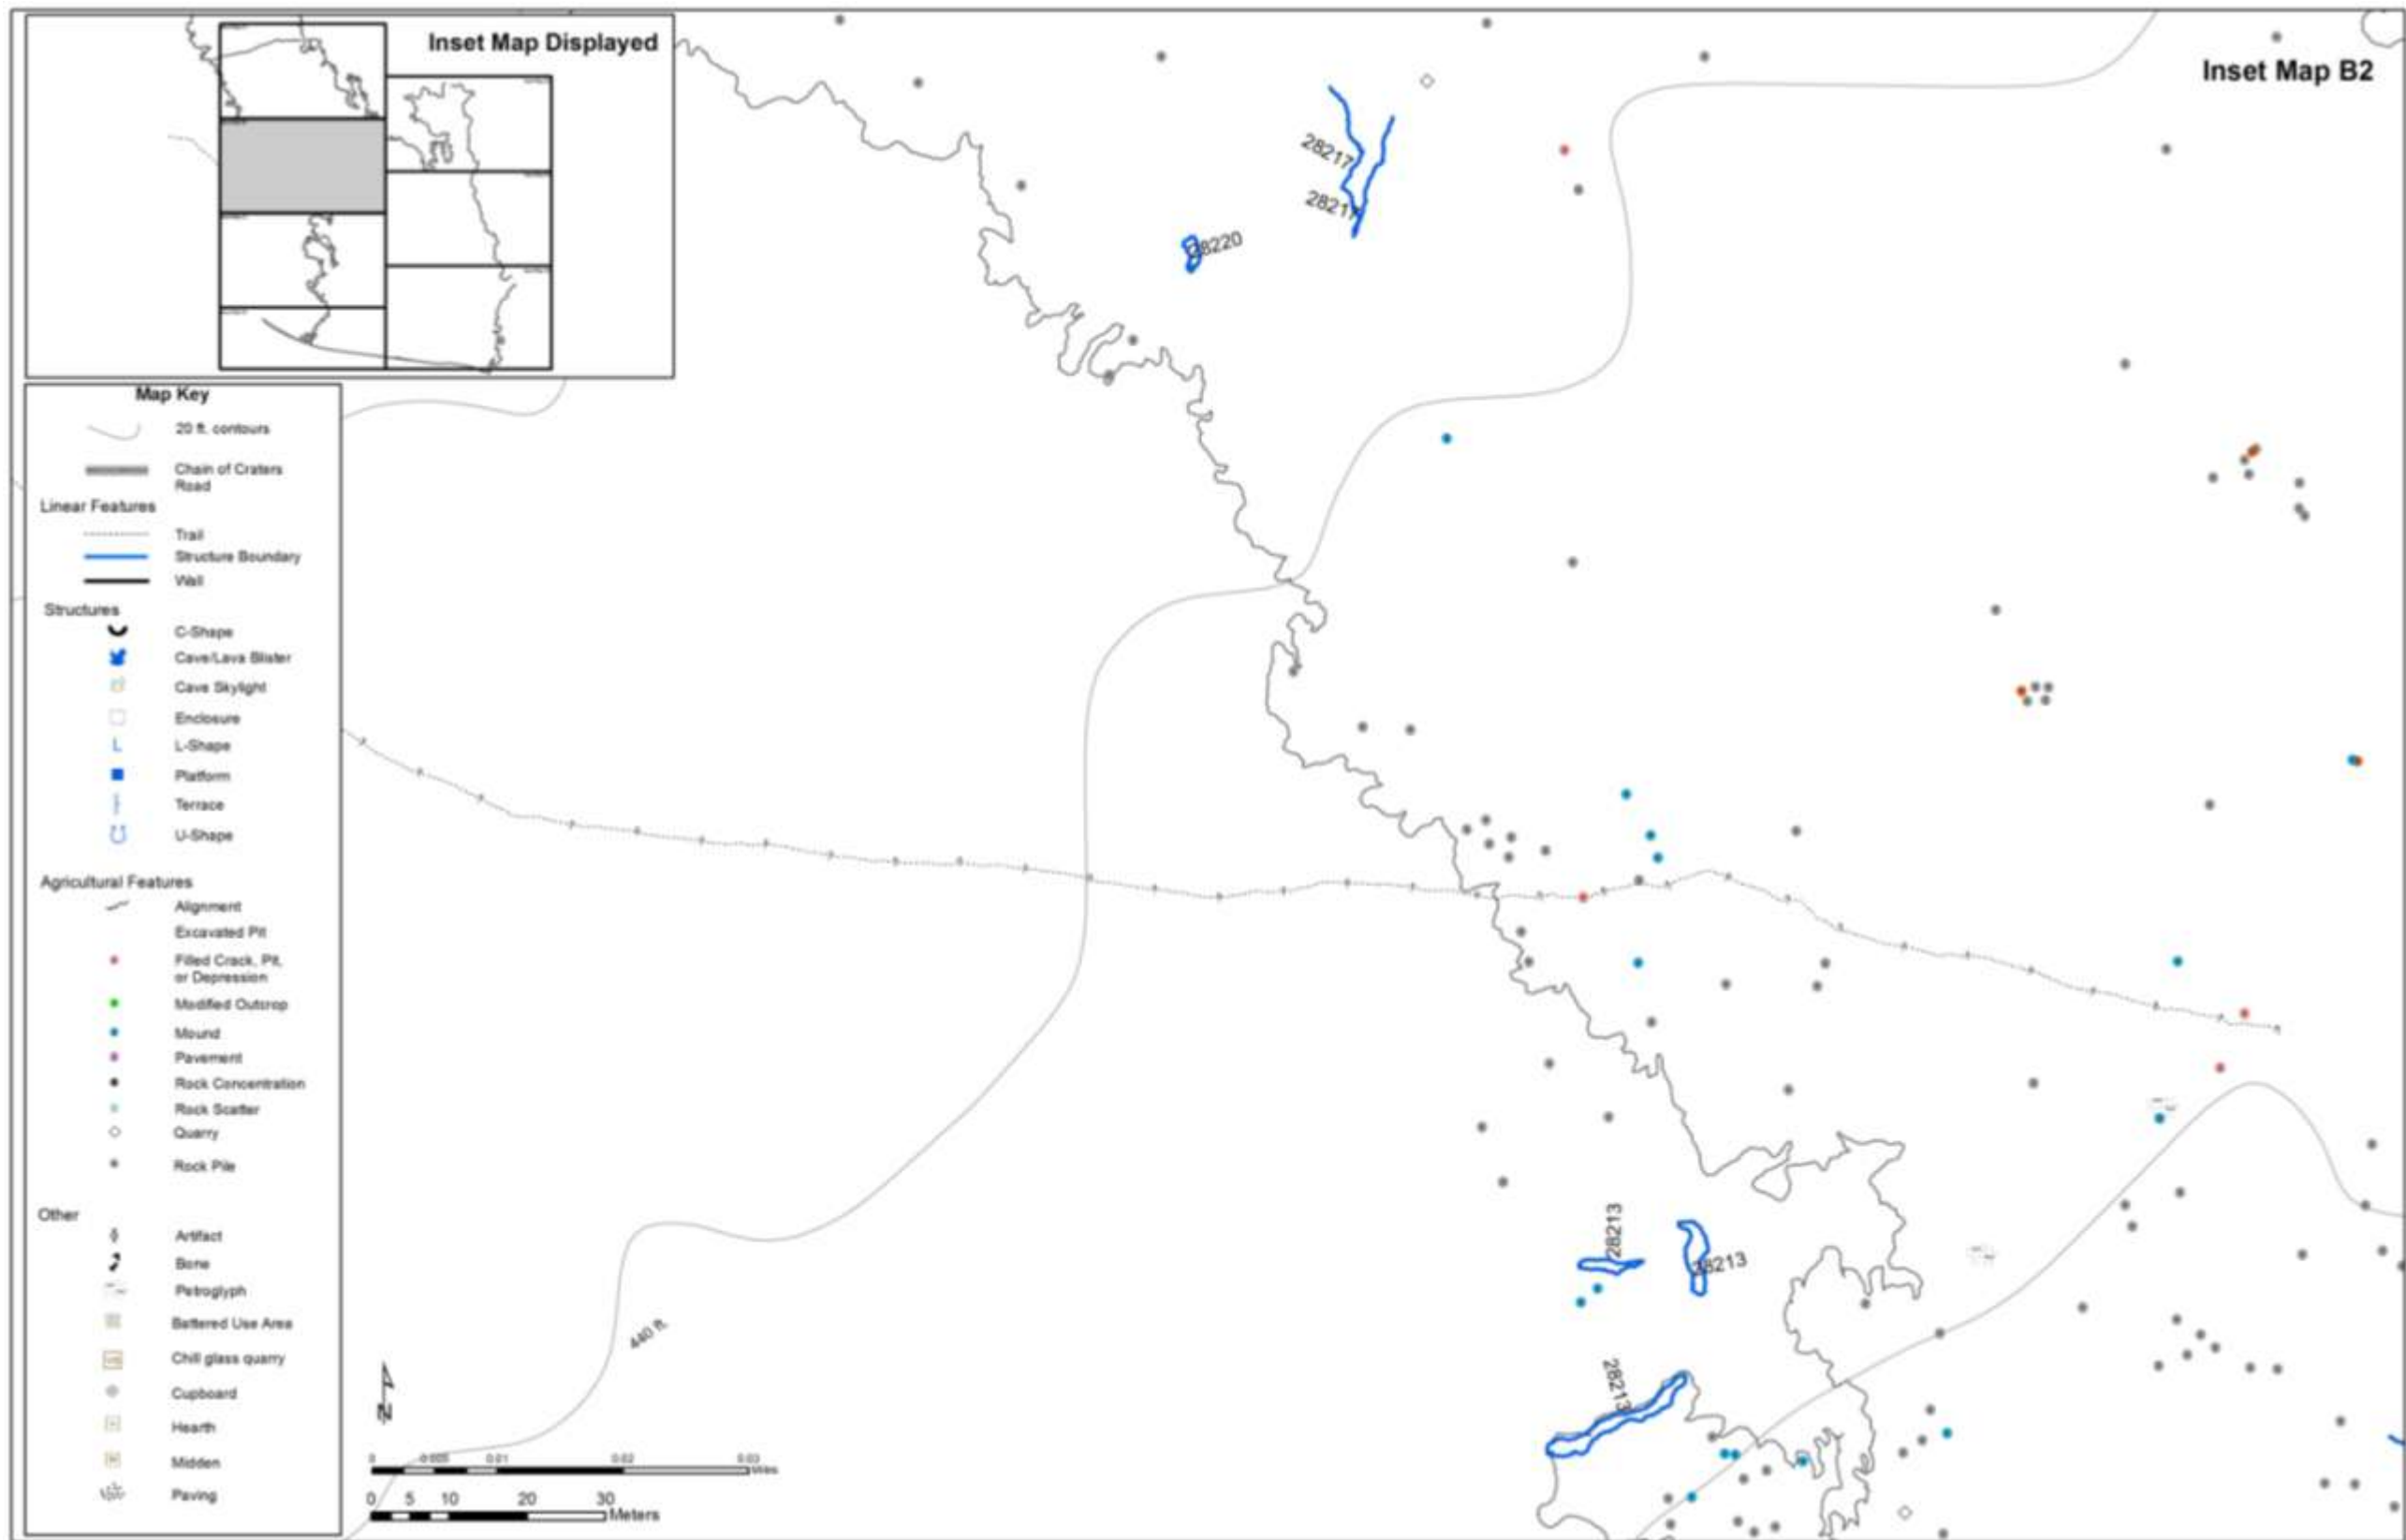 Inset Map Displayed
Inset Map B2
Map Key
20 ft. contours
Chain of Craters
Road
Linear Features
Trail
Structure Boundary
Wall
Structures
C-Shape
Cave/Lava Blister
Cave Skylight
Enclosure
L-Shape
Platform
Terrace
U-Shape
Agricultural Features
Alignment
Excavated Pit
Filled Crack, Pit,
or Depression
Modified Outcrop
Mound
Pavement
Rock Concentration
Rock Scatter
Quarry
Rock Pile
Other
Artifact
Bone
Petroglyph
Battered Use Area
Chill glass quarry
Cupboard
Hearth
Midden
Paving
28217
28217
28220
28213
28213
28213
440 ft.
N
0 0.005 0.01 0.02 0.03
Miles
0 5 10 20 30
Meters